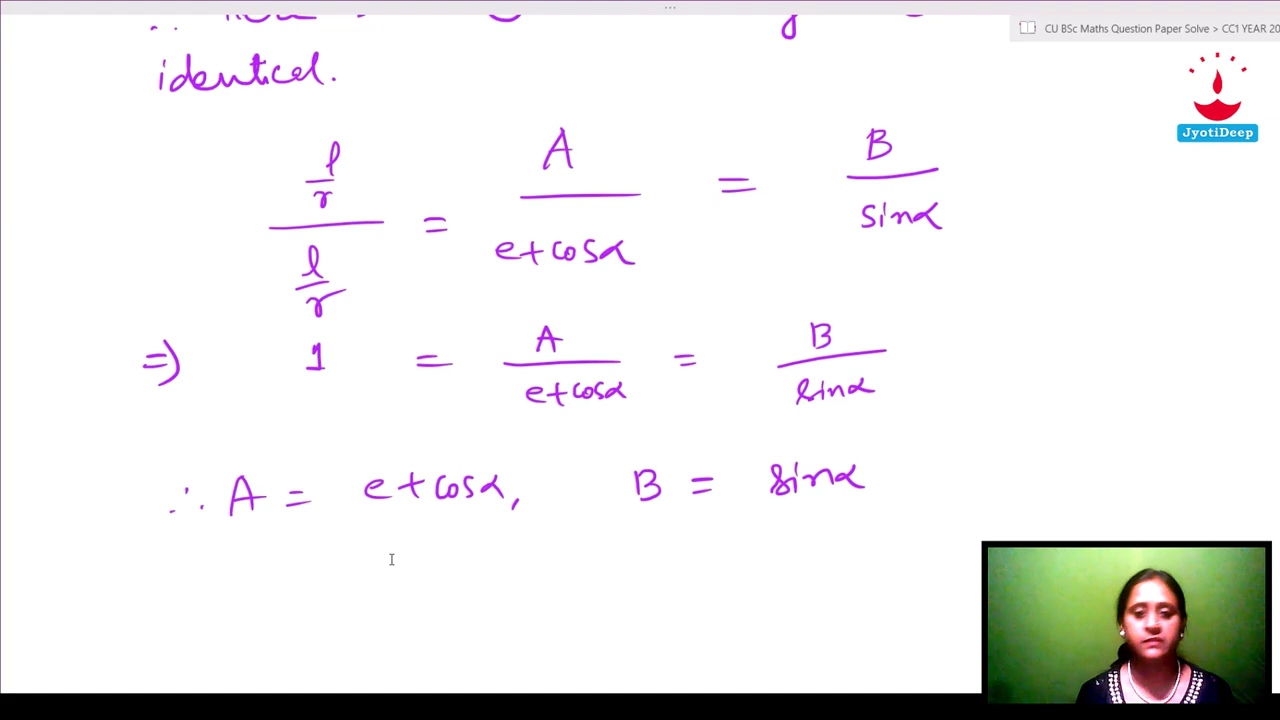 CU BSc Maths Question Paper Solve > CC1 YEAR 20
JyotiDeep
identical.
(l/r)/(l/r) = A/(e+cosα) = B/sinα
⇒ 1 = A/(e+cosα) = B/sinα
∴ A = e+cosα, B = sinα